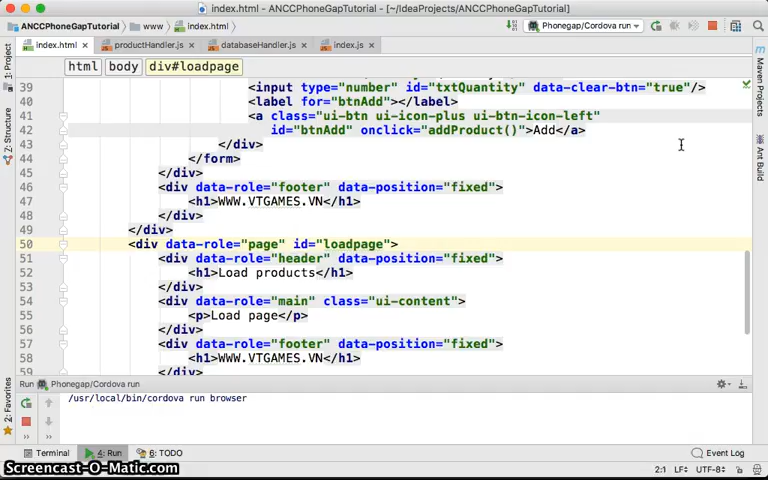 index.html - [~/IdeaProjects/ANCCPhoneGapTutorial] - [~/IdeaProjects/ANCCPhoneGapTutorial]
ANCCPhoneGapTutorial www index.html Phonegap/Cordova run
index.html productHandler.js databaseHandler.js index.js
html body div#loadpage
1: Project
7: Structure
2: Favorites
Maven Projects
Ant Build
39 <input type="number" id="txtQuantity" data-clear-btn="true"/>
40 <label for="btnAdd"></label>
41 <a class="ui-btn ui-icon-plus ui-btn-icon-left"
42 id="btnAdd" onclick="addProduct()">Add</a>
43 </div>
44 </form>
45 </div>
46 <div data-role="footer" data-position="fixed">
47 <h1>WWW.VTGAMES.VN</h1>
48 </div>
49 </div>
50 <div data-role="page" id="loadpage">
51 <div data-role="header" data-position="fixed">
52 <h1>Load products</h1>
53 </div>
54 <div data-role="main" class="ui-content">
55 <p>Load page</p>
56 </div>
57 <div data-role="footer" data-position="fixed">
58 <h1>WWW.VTGAMES.VN</h1>
59 </div>
Run Phonegap/Cordova run
/usr/local/bin/cordova run browser
Terminal 4: Run 6: TODO Event Log
2:1 LF UTF-8
Screencast-O-Matic.com